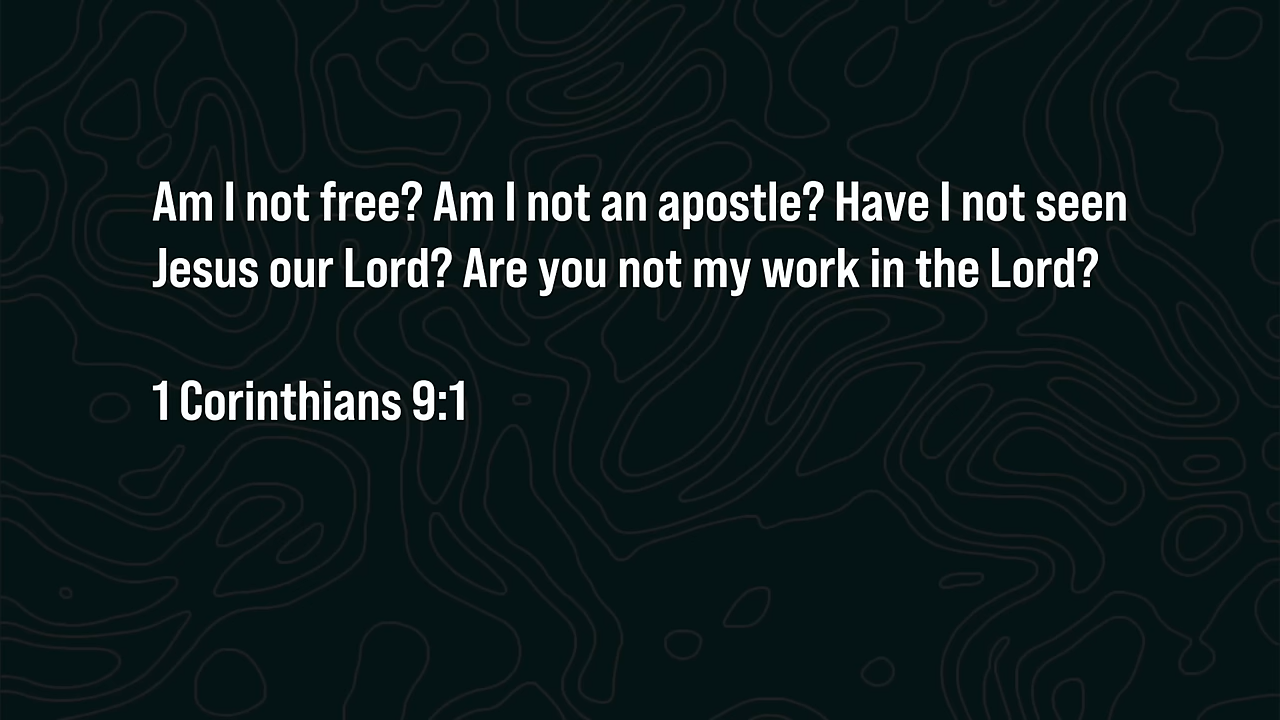 Am I not free? Am I not an apostle? Have I not seen
Jesus our Lord? Are you not my work in the Lord?
1 Corinthians 9:1